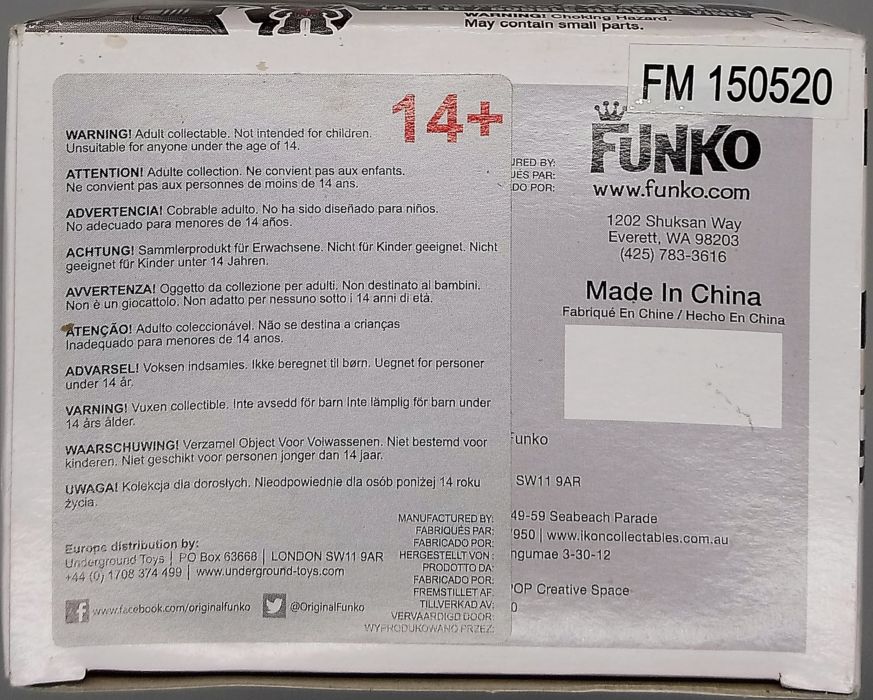 WARNING! Choking Hazard.
May contain small parts.
FM 150520
14+
WARNING! Adult collectable. Not intended for children.
Unsuitable for anyone under the age of 14.
ATTENTION! Adulte collection. Ne convient pas aux enfants.
Ne convient pas aux personnes de moins de 14 ans.
ADVERTENCIA! Cobrable adulto. No ha sido diseñado para niños.
No adecuado para menores de 14 años.
ACHTUNG! Sammlerprodukt für Erwachsene. Nicht für Kinder geeignet. Nicht
geeignet für Kinder unter 14 Jahren.
AVVERTENZA! Oggetto da collezione per adulti. Non destinato al bambini.
Non è un giocattolo. Non adatto per nessuno sotto i 14 anni di età.
ATENÇÃO! Adulto coleccionável. Não se destina a crianças
Inadequado para menores de 14 anos.
ADVARSEL! Voksen indsamles. Ikke beregnet til børn. Uegnet for personer
under 14 år.
VARNING! Vuxen collectible. Inte avsedd för barn Inte lämplig för barn under
14 års ålder.
WAARSCHUWING! Verzamel Object Voor Volwassenen. Niet bestemd voor
kinderen. Niet geschikt voor personen jonger dan 14 jaar.
UWAGA! Kolekcja dla dorosłych. Nieodpowiednie dla osób poniżej 14 roku
życia.
Europe distribution by:
Underground Toys | PO Box 63668 | LONDON SW11 9AR
+44 (0) 1708 374 499 | www.underground-toys.com
www.facebook.com/originalfunko @OriginalFunko
MANUFACTURED BY:
FABRIQUÉS PAR:
FABRICADO POR:
HERGESTELLT VON :
PRODOTTO DA:
FABRICADO POR:
FREMSTILLET AF:
TILLVERKAD AV:
VERVAARDIGD DOOR:
WYPRODUKOWANO PRZEZ:
URED BY:
UÉS PAR:
DO POR:
FUNKO
www.funko.com
1202 Shuksan Way
Everett, WA 98203
(425) 783-3616
Made In China
Fabriqué En Chine / Hecho En China
Funko
SW11 9AR
49-59 Seabeach Parade
950 | www.ikoncollectables.com.au
ngumae 3-30-12
POP Creative Space
0